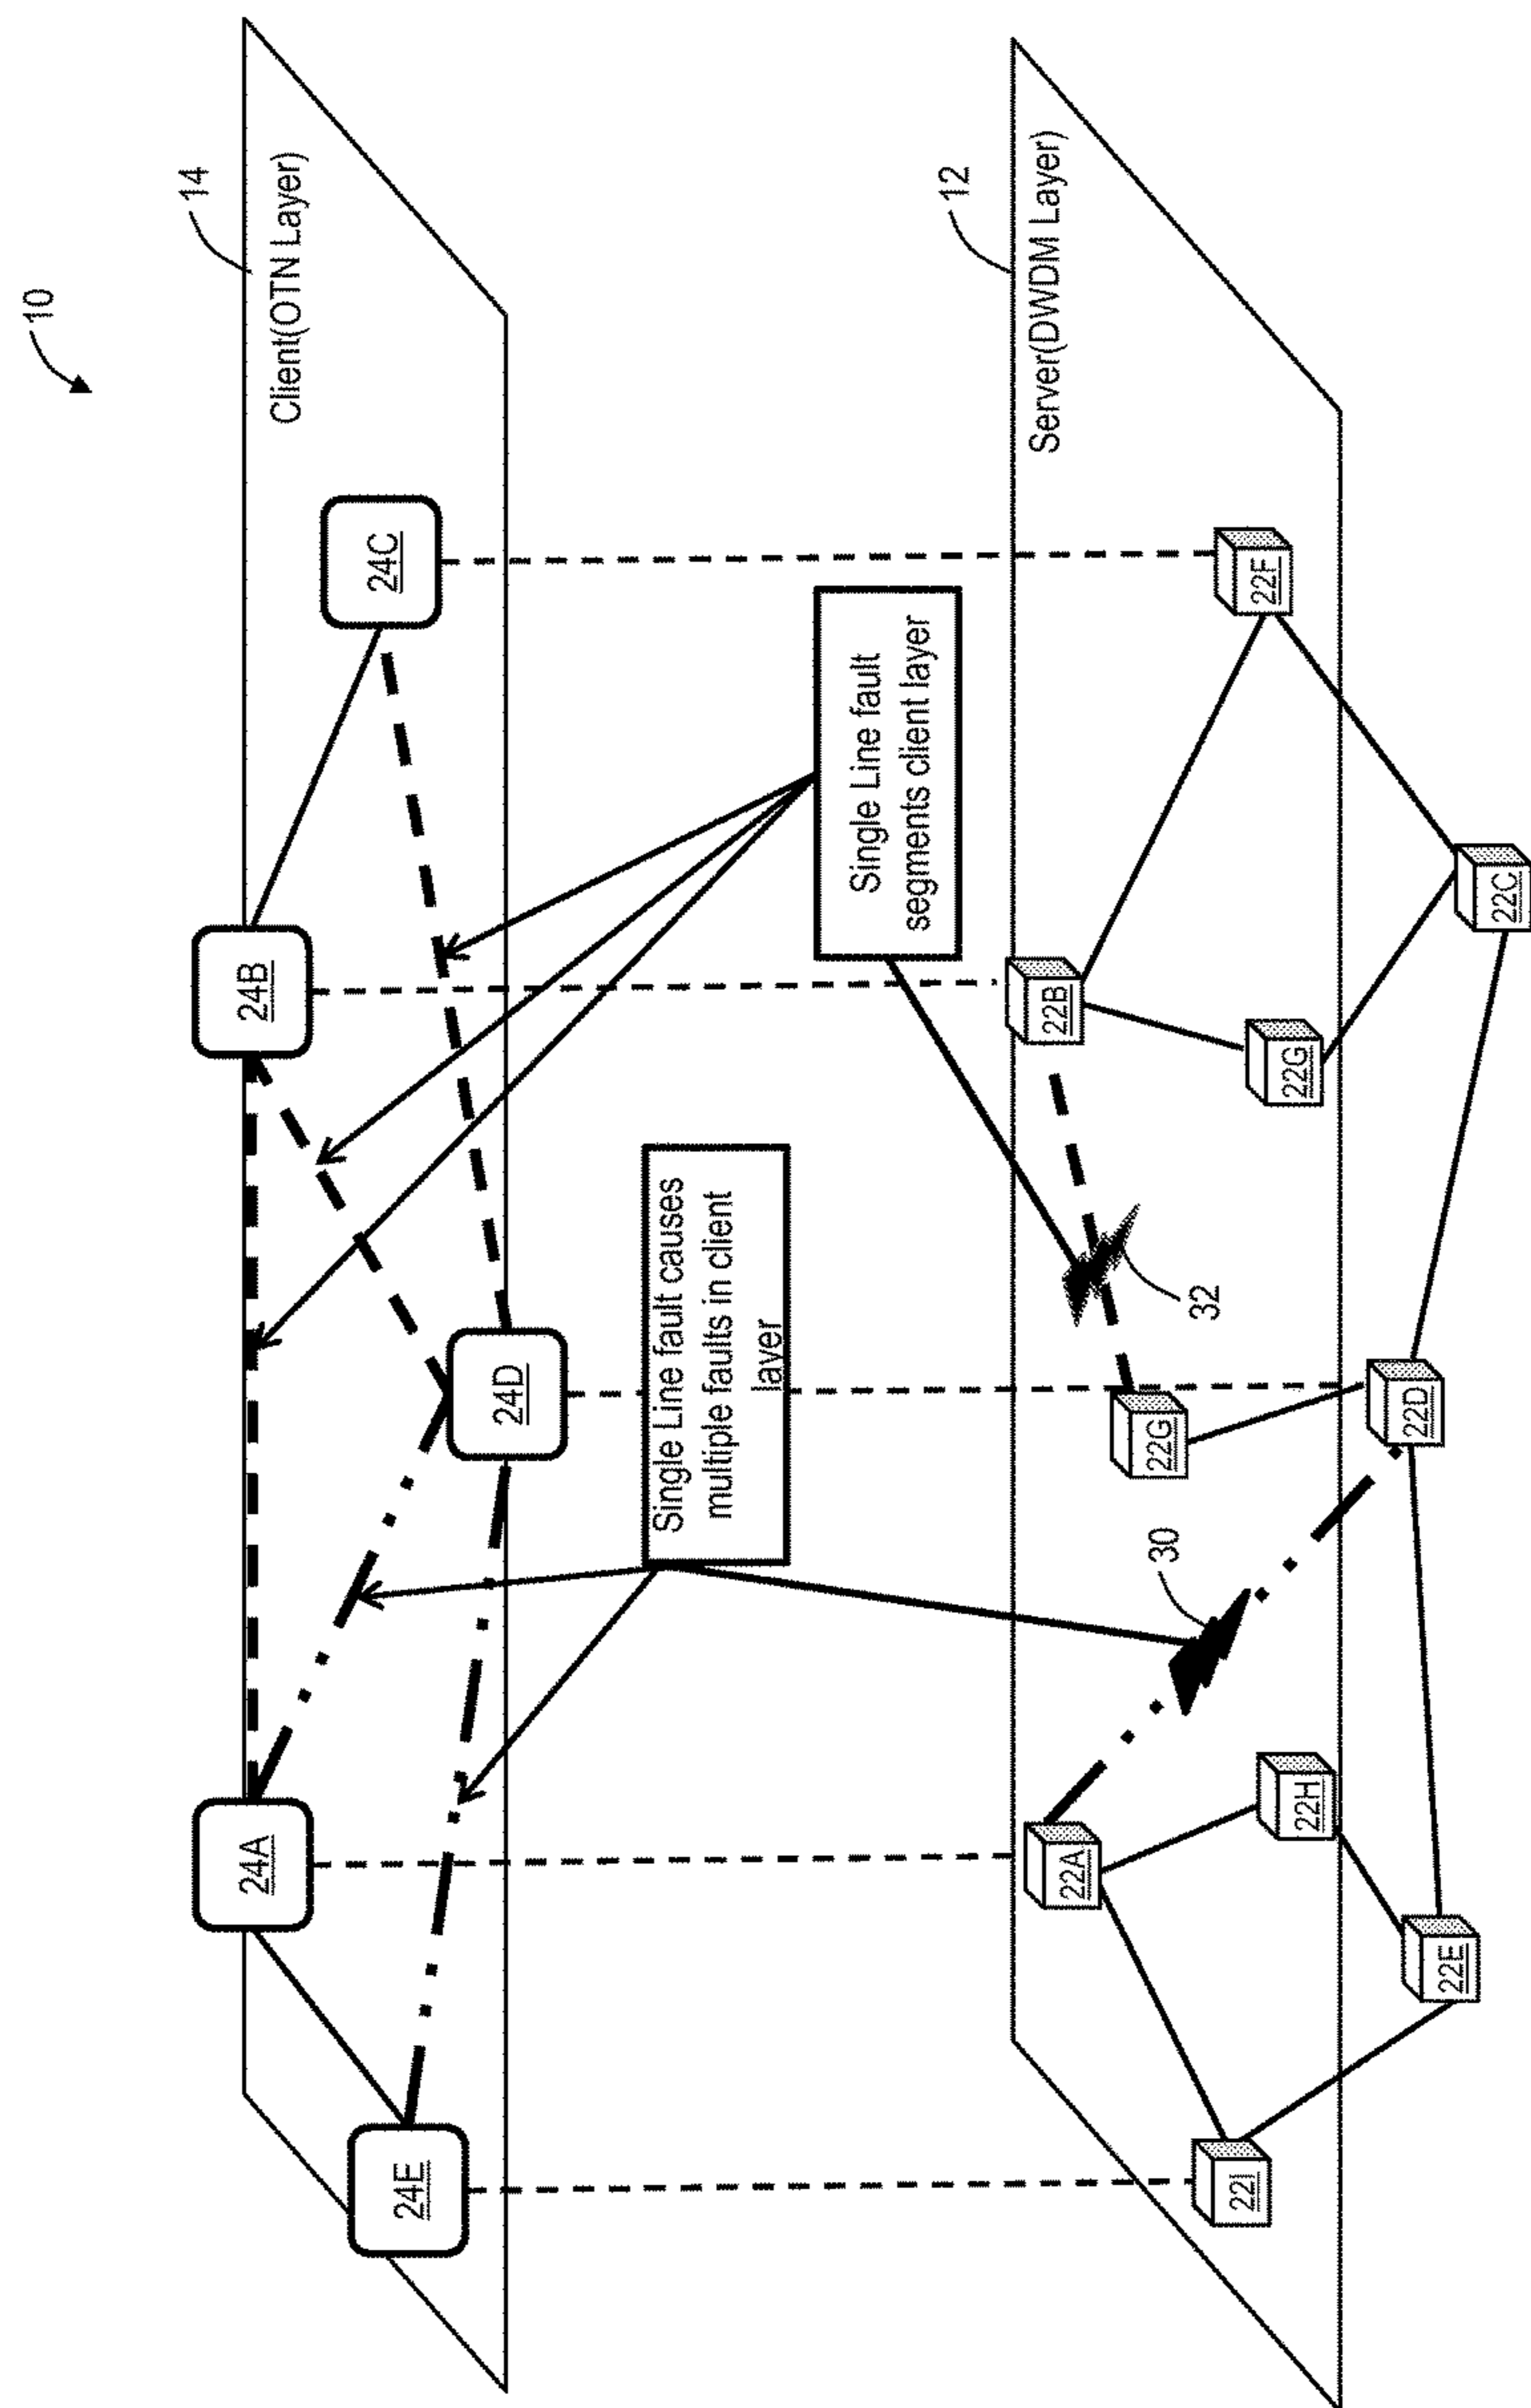 10
14
Client(OTN Layer)
24A
24B
24C
24D
24E
Single Line fault causes
multiple faults in client
layer
Single Line fault
segments client layer
12
Server(DWDM Layer)
30
32
22A
22B
22F
22G
22G
22H
22I
22D
22C
22E